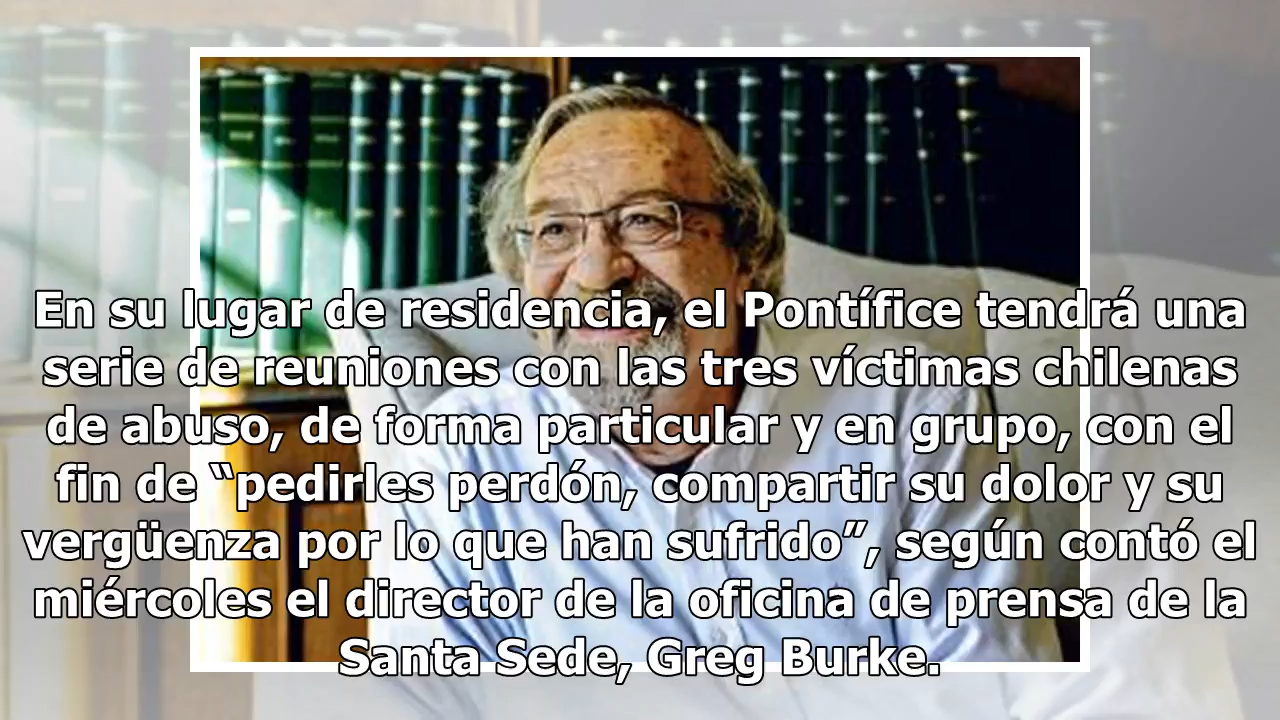 En su lugar de residencia, el Pontífice tendrá una
serie de reuniones con las tres víctimas chilenas
de abuso, de forma particular y en grupo, con el
fin de “pedirles perdón, compartir su dolor y su
vergüenza por lo que han sufrido”, según contó el
miércoles el director de la oficina de prensa de la
Santa Sede, Greg Burke.